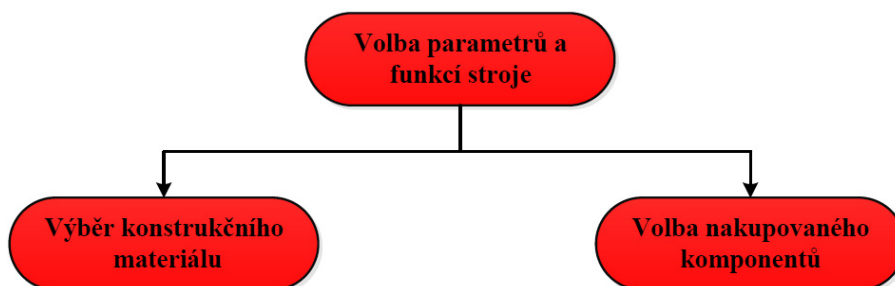 Volba parametrů a
funkcí stroje
Výběr konstrukčního
materiálu
Volba nakupovaného
komponentů